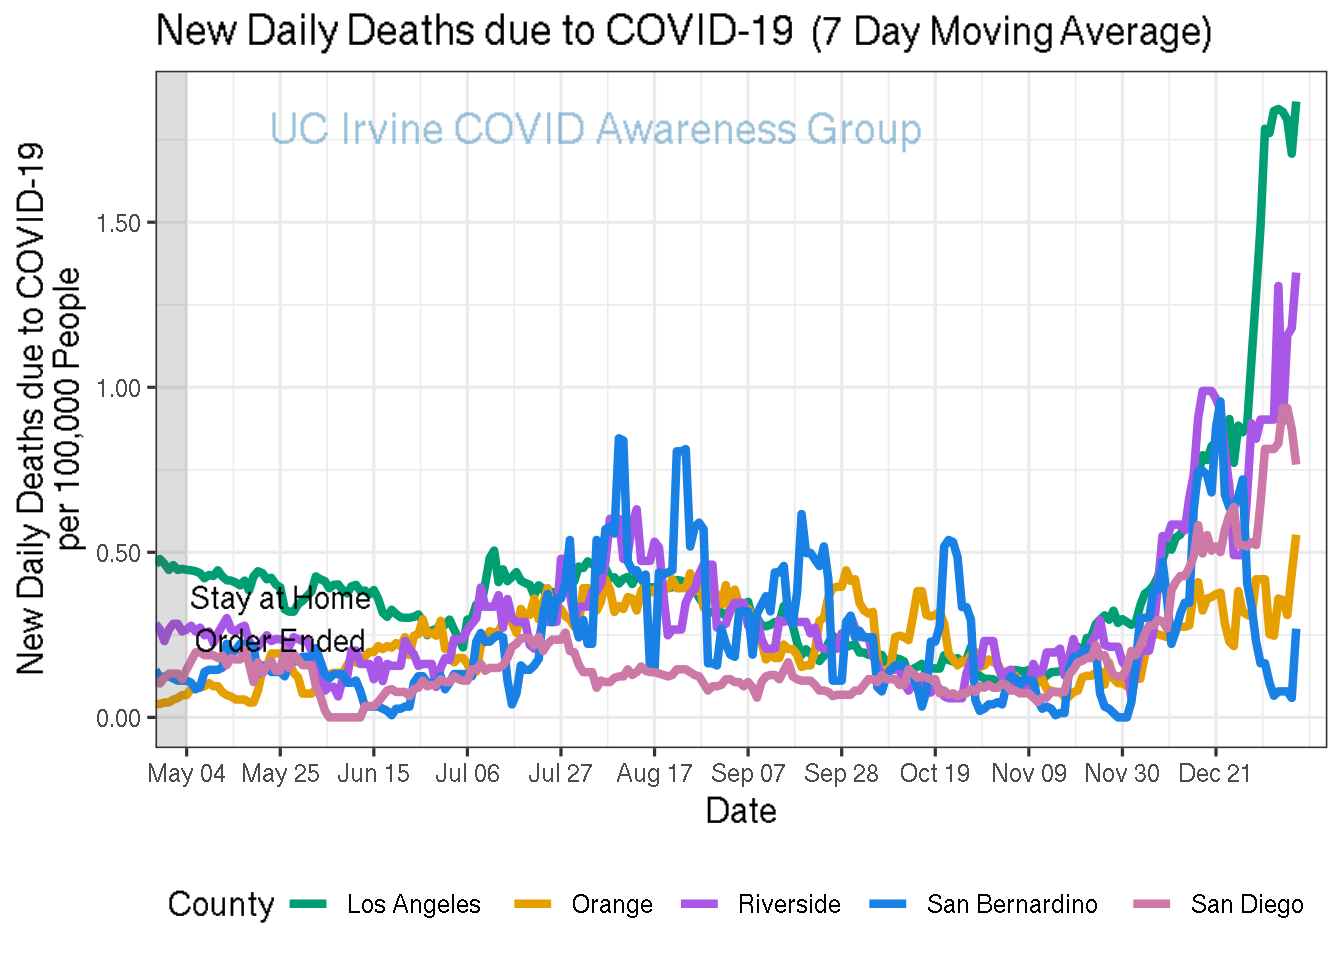 New Daily Deaths due to COVID-19 (7 Day Moving Average)
UC Irvine COVID Awareness Group
New Daily Deaths due to COVID-19
per 100,000 People
1.50
1.00
0.50
0.00
Stay at Home
Order Ended
May 04 May 25 Jun 15 Jul 06 Jul 27 Aug 17 Sep 07 Sep 28 Oct 19 Nov 09 Nov 30 Dec 21
Date
County Los Angeles Orange Riverside San Bernardino San Diego